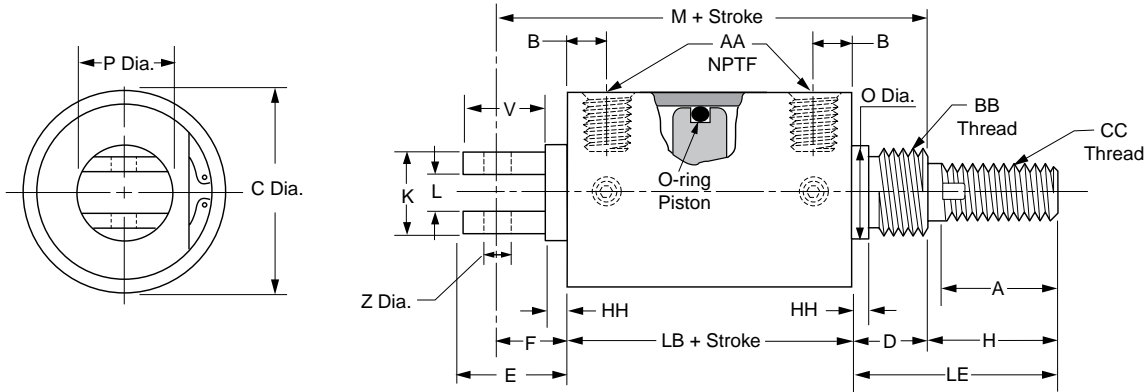 M + Stroke
B
AA
NPTF
B
P Dia.
O Dia.
BB
Thread
CC
Thread
V
C Dia.
K
L
O-ring
Piston
Z Dia.
HH
HH
A
F
LB + Stroke
D
H
E
LE